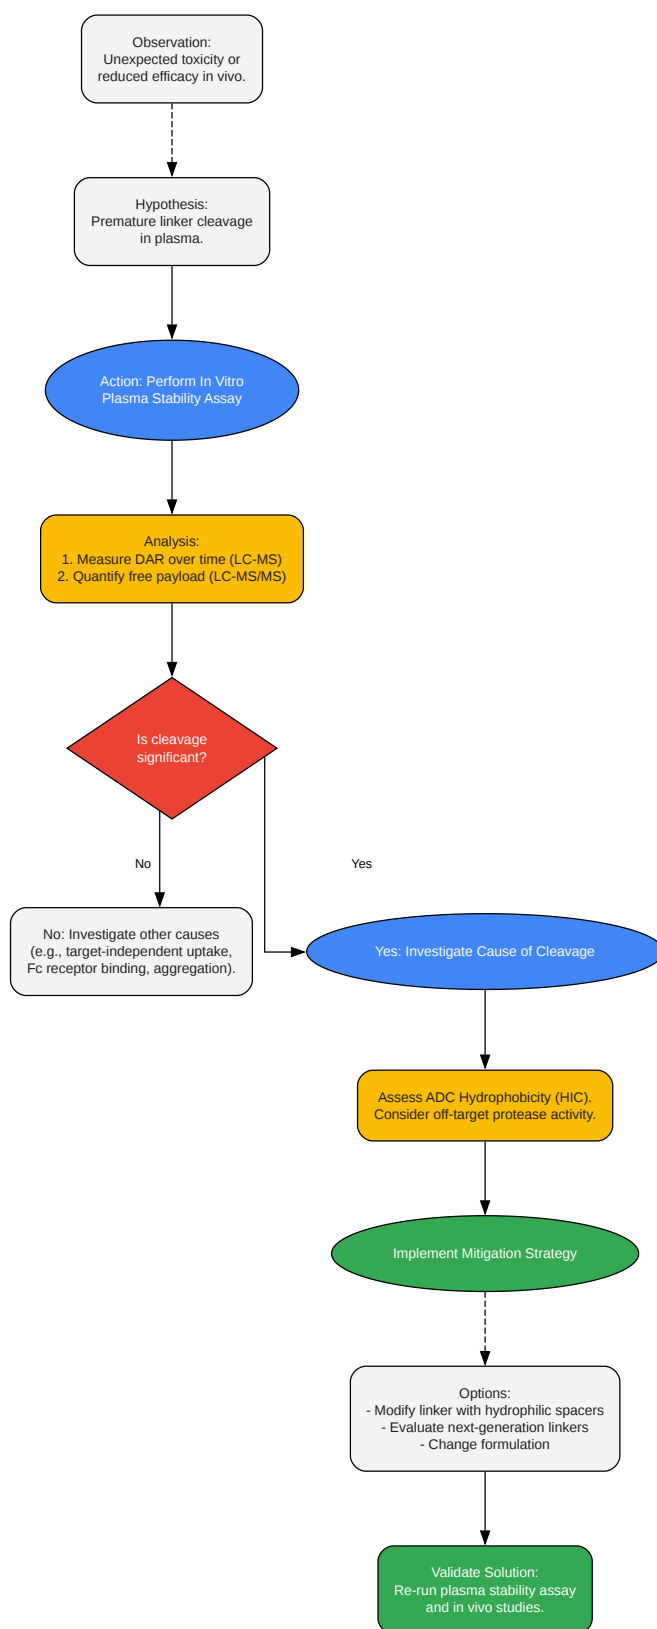 Observation:
Unexpected toxicity or
reduced efficacy in vivo.
Hypothesis:
Premature linker cleavage
in plasma.
Action: Perform In Vitro
Plasma Stability Assay
Analysis:
1. Measure DAR over time (LC-MS)
2. Quantify free payload (LC-MS/MS)
Is cleavage
significant?
No
Yes
No: Investigate other causes
(e.g., target-independent uptake,
Fc receptor binding, aggregation).
Yes: Investigate Cause of Cleavage
Assess ADC Hydrophobicity (HIC).
Consider off-target protease activity.
Implement Mitigation Strategy
Options:
- Modify linker with hydrophilic spacers
- Evaluate next-generation linkers
- Change formulation
Validate Solution:
Re-run plasma stability assay
and in vivo studies.